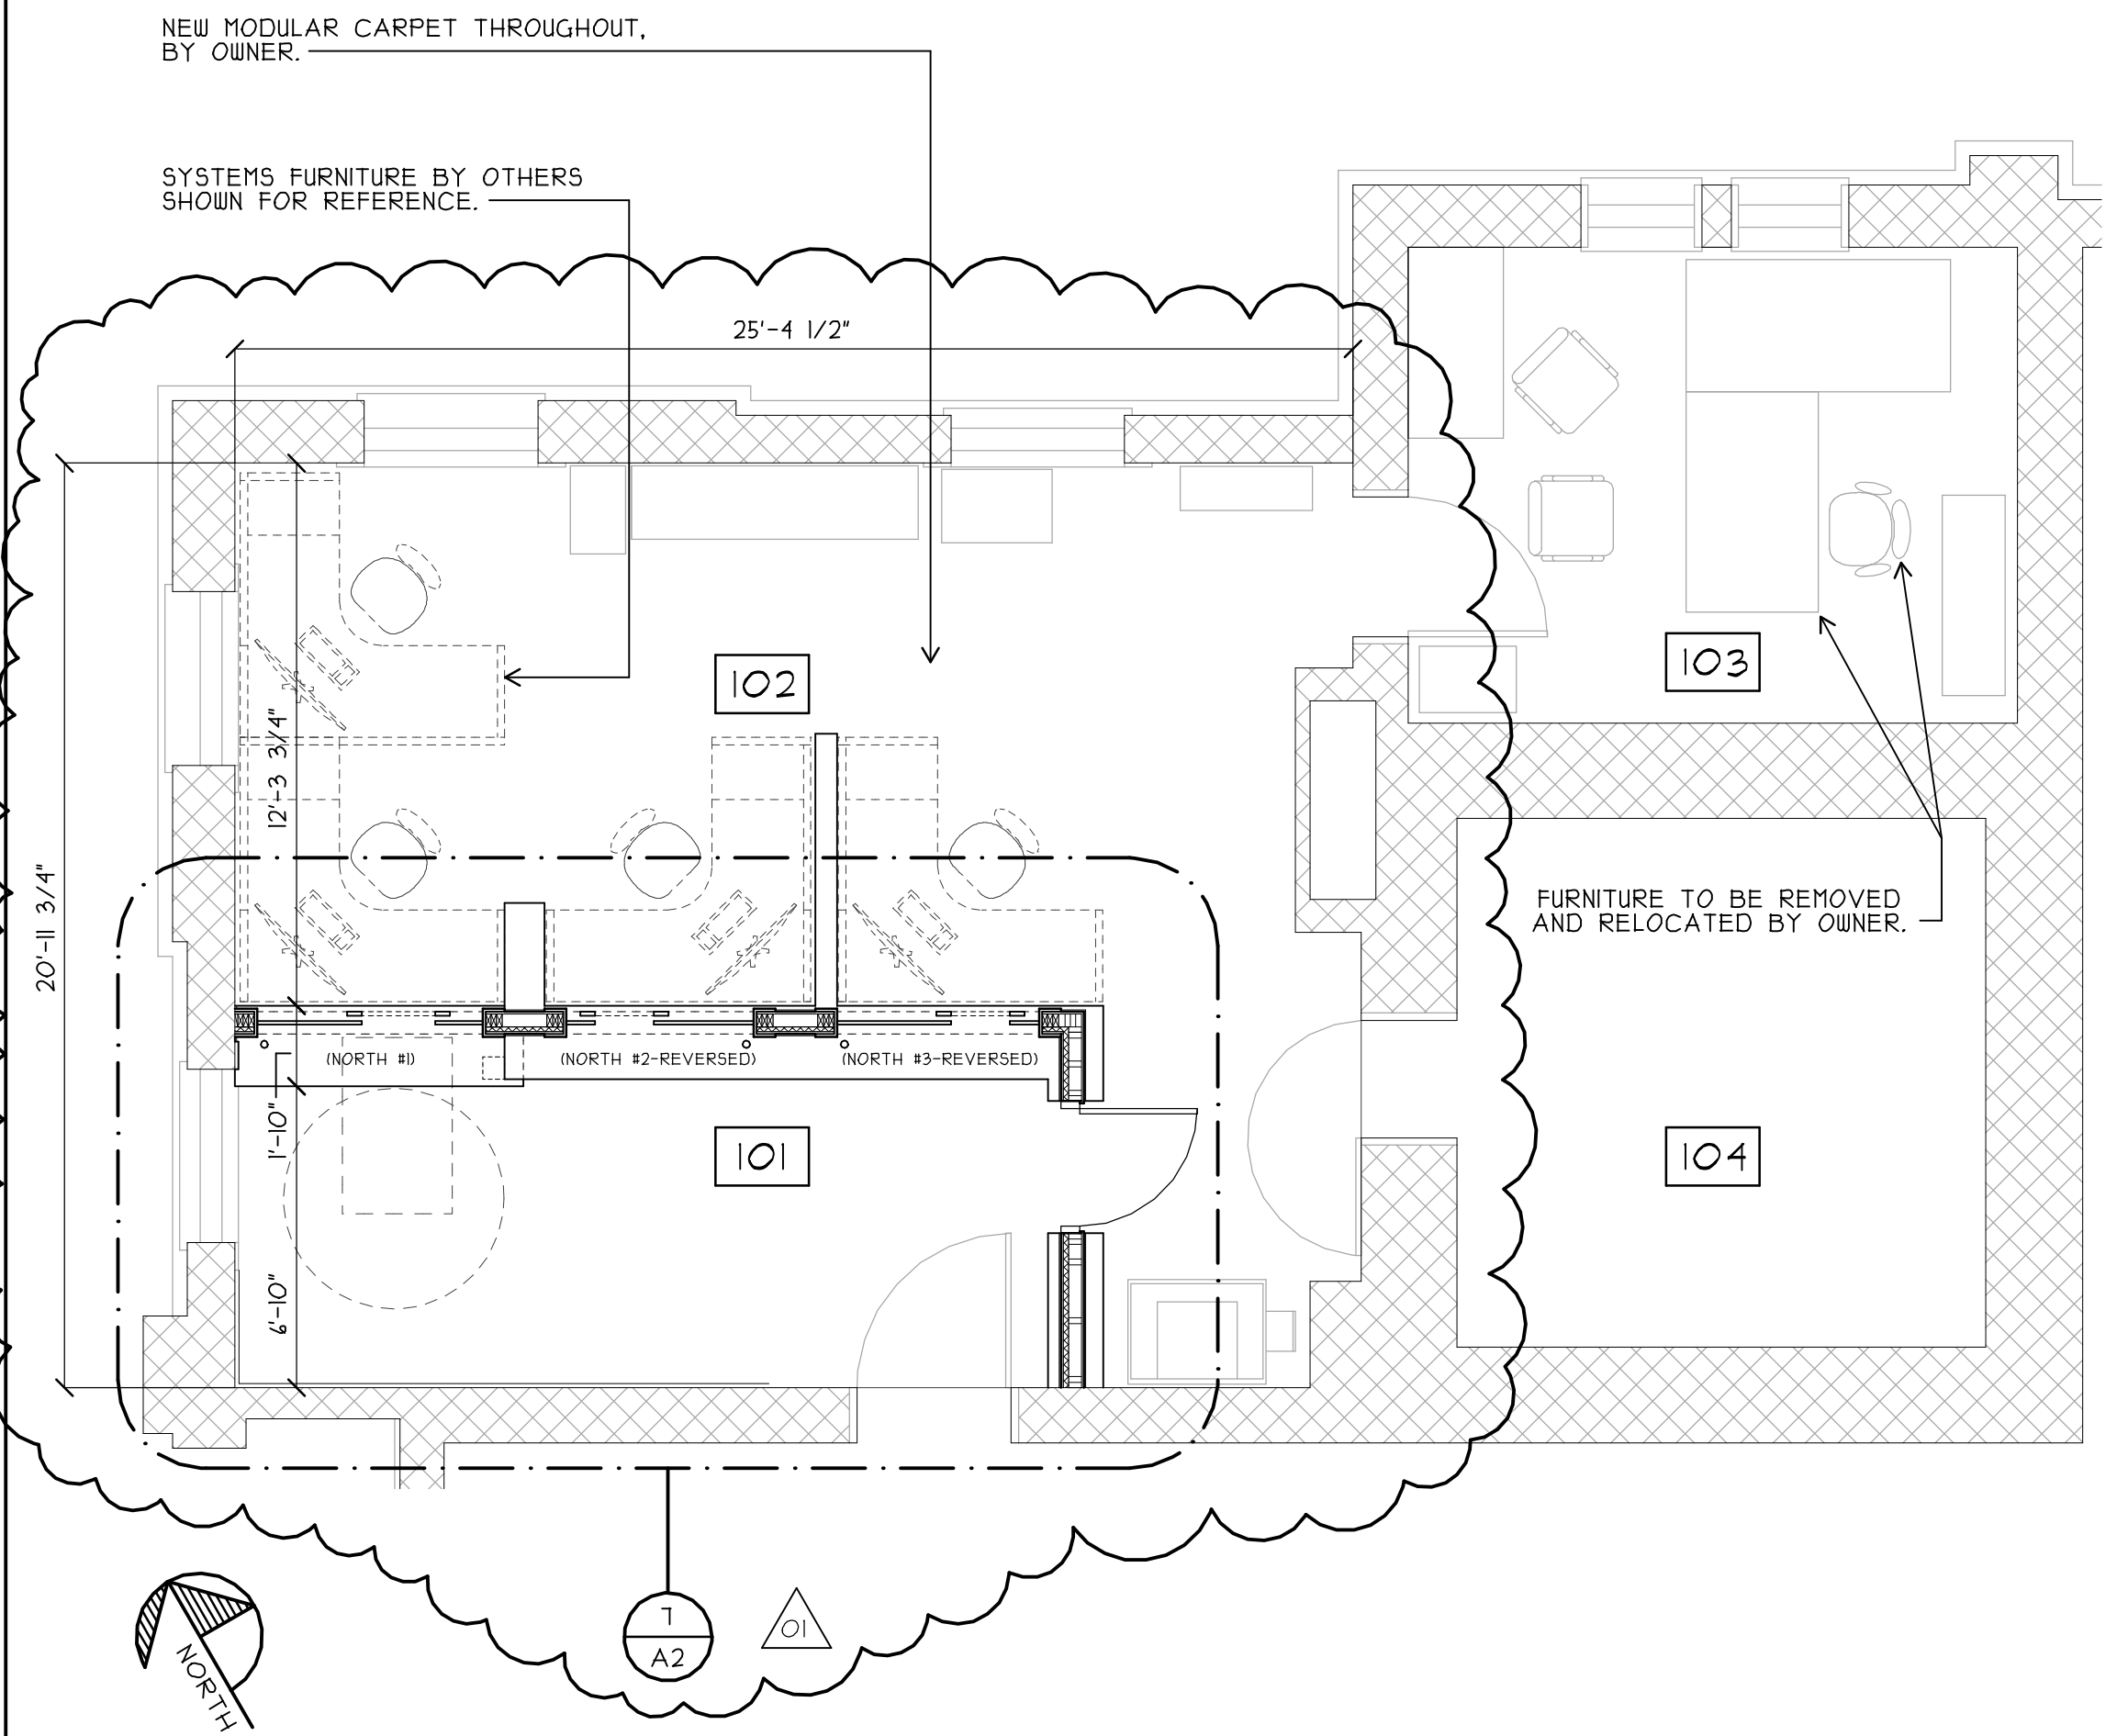 NEW MODULAR CARPET THROUGHOUT,
BY OWNER.
SYSTEMS FURNITURE BY OTHERS
SHOWN FOR REFERENCE.
25'-4 1/2"
102
103
12'-3 3/4"
20'-11 3/4"
FURNITURE TO BE REMOVED
AND RELOCATED BY OWNER.
(NORTH #1)
(NORTH #2-REVERSED)
(NORTH #3-REVERSED)
1'-10"
101
104
6'-10"
1
A2
01
NORTH